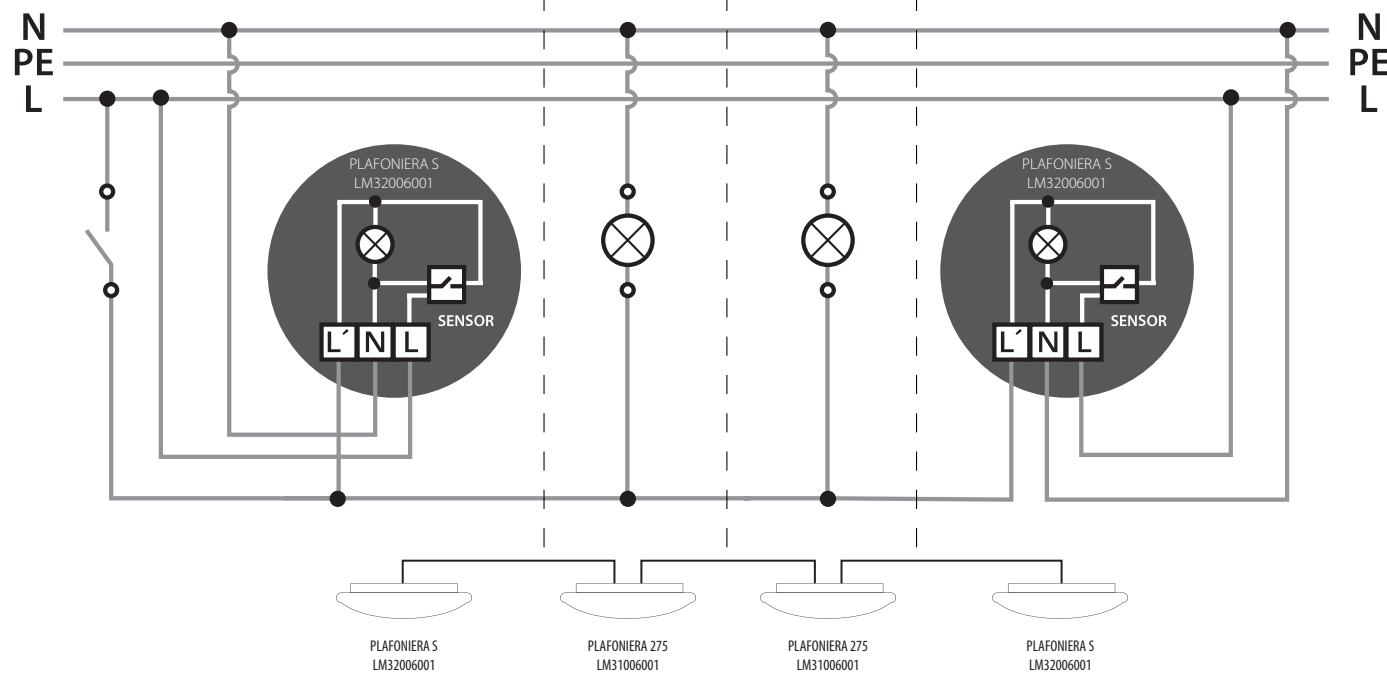 N
PE
L
N
PE
L
PLAFONIERA S
LM32006001
SENSOR
L´ N L
PLAFONIERA S
LM32006001
SENSOR
L´ N L
PLAFONIERA S
LM32006001
PLAFONIERA 275
LM31006001
PLAFONIERA 275
LM31006001
PLAFONIERA S
LM32006001